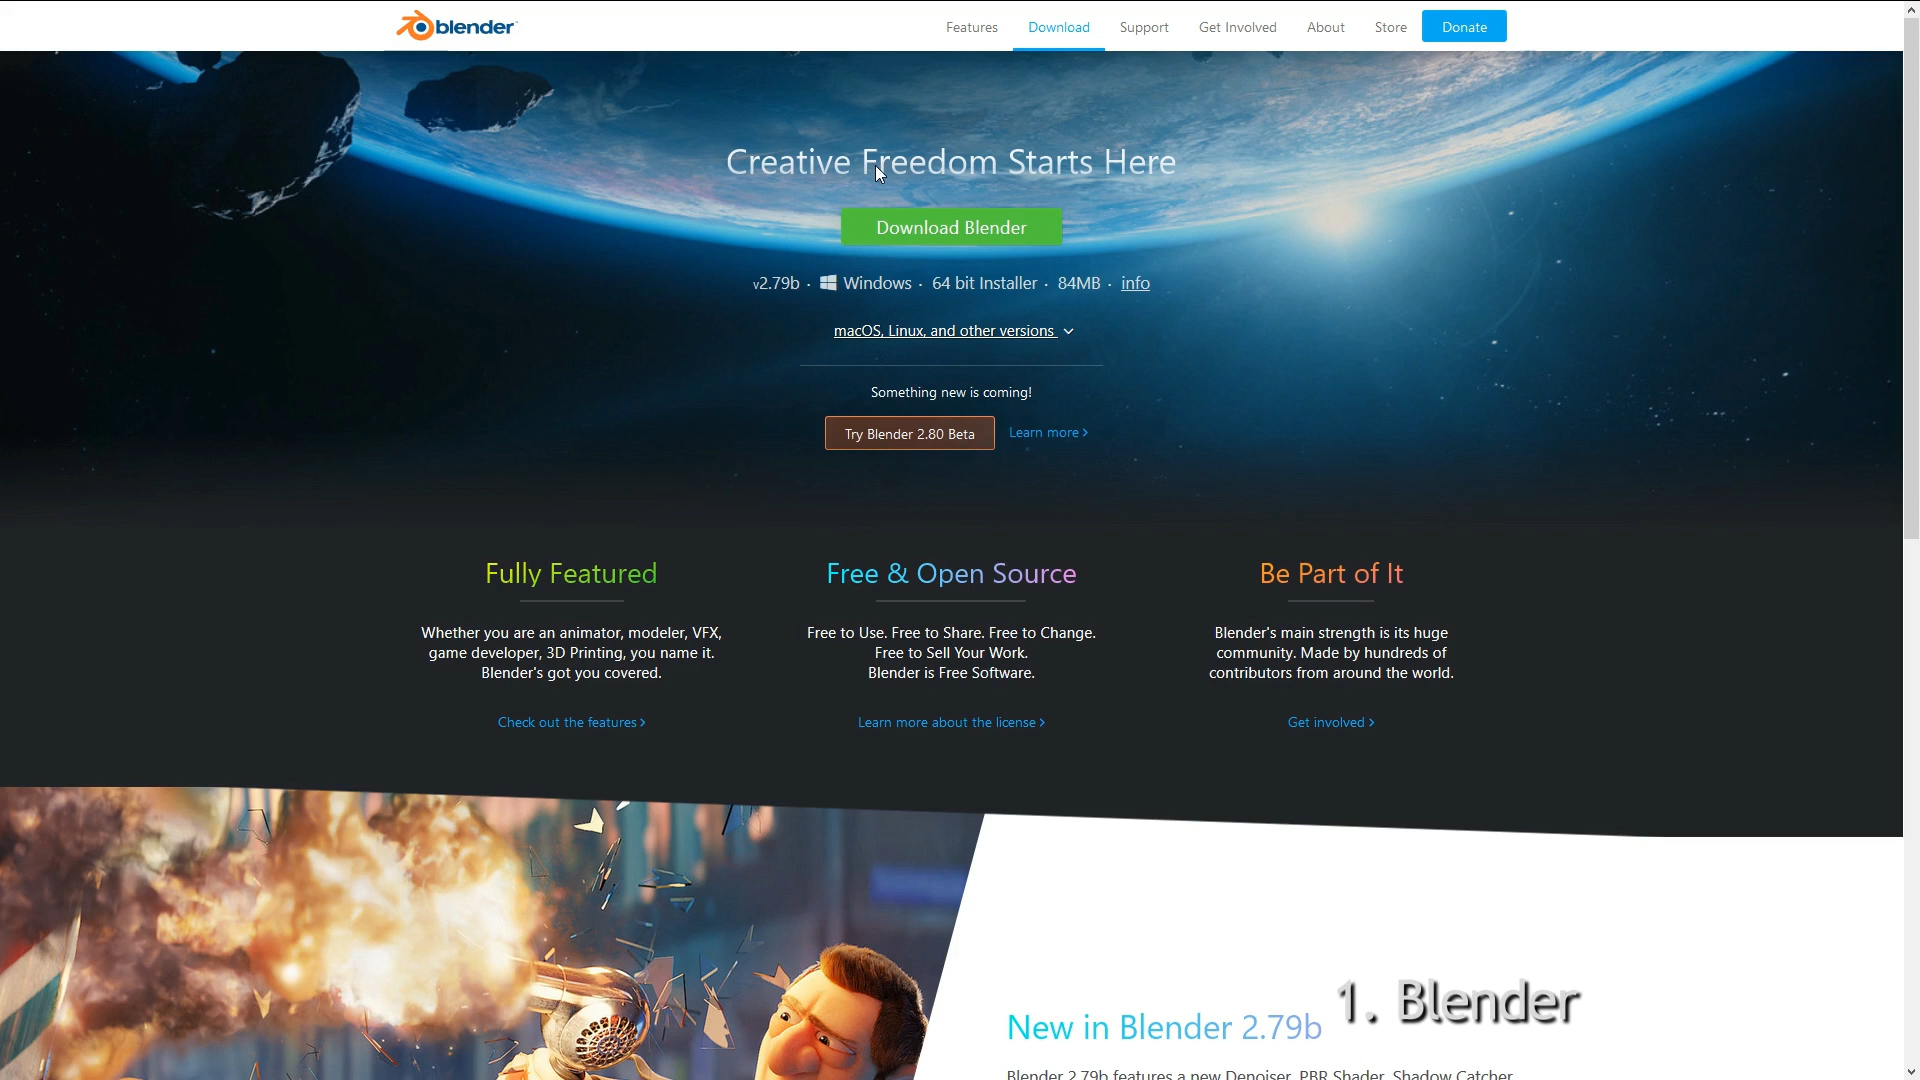 blender
Features Download Support Get Involved About Store Donate
Creative Freedom Starts Here
Download Blender
v2.79b · Windows · 64 bit Installer · 84MB · info
macOS, Linux, and other versions
Something new is coming!
Try Blender 2.80 Beta Learn more ›
Fully Featured
Whether you are an animator, modeler, VFX,
game developer, 3D Printing, you name it.
Blender's got you covered.
Check out the features ›
Free & Open Source
Free to Use. Free to Share. Free to Change.
Free to Sell Your Work.
Blender is Free Software.
Learn more about the license ›
Be Part of It
Blender's main strength is its huge
community. Made by hundreds of
contributors from around the world.
Get involved ›
1. Blender
New in Blender 2.79b
Blender 2.79b features a new Denoiser, PBR Shader, Shadow Catcher,